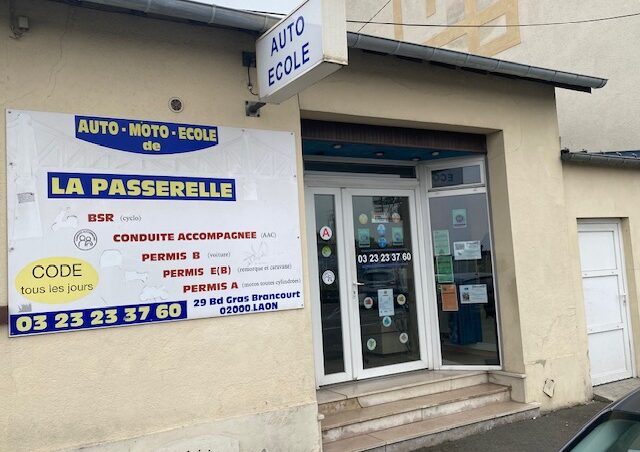 AUTO
ECOLE
AUTO - MOTO - ECOLE
de
LA PASSERELLE
BSR (cyclo)
CONDUITE ACCOMPAGNEE (AAC)
PERMIS B (voiture)
PERMIS E(B) (remorque et caravane)
PERMIS A (motos toutes cylindrées)
CODE
tous les jours
29 Bd Gras Brancourt
02000.LAON
03 23 23 37 60
A
03 23 23 37 60